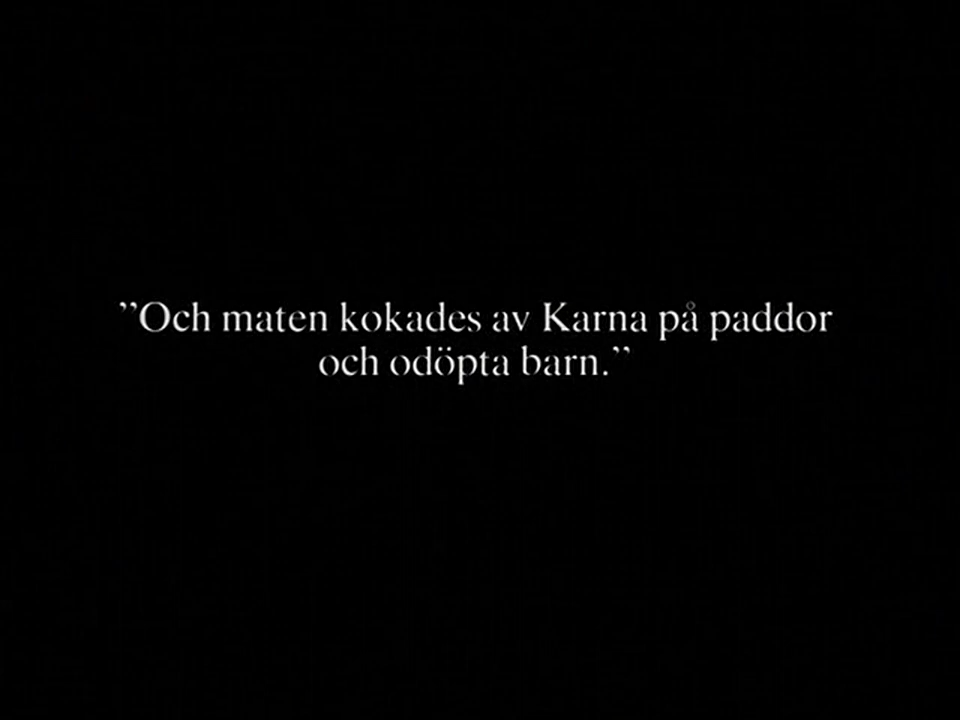 ”Och maten kokades av Karna på paddor
och odöpta barn.”